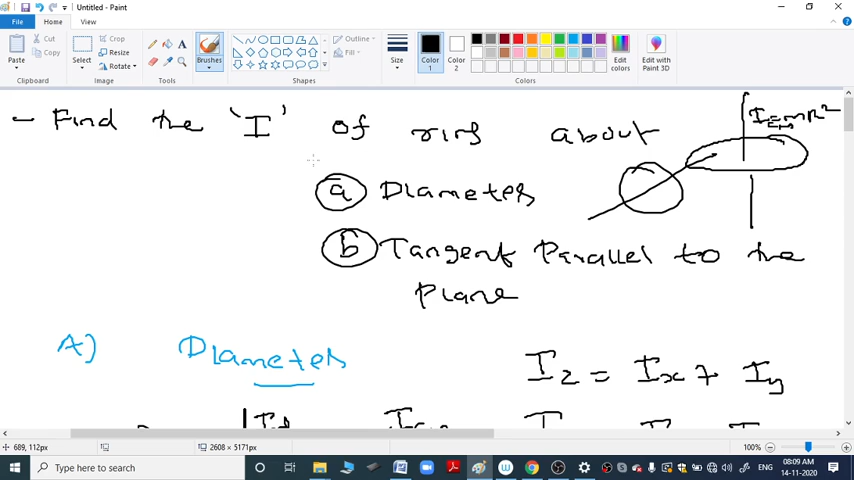 Untitled - Paint
File Home View
Paste Cut Copy Clipboard
Select Crop Resize Rotate Image
Tools
Brushes
Shapes Outline Fill
Size
Color 1 Color 2
Colors
Edit colors
Edit with Paint 3D
- Find the 'I' of ring about
(a) Diameter
(b) Tangent Parallel to the
Plane
A) Diameter
Iz = Ix + Iy
689, 112px
2608 × 5171px
100%
Type here to search
ENG
08:09 AM
14-11-2020